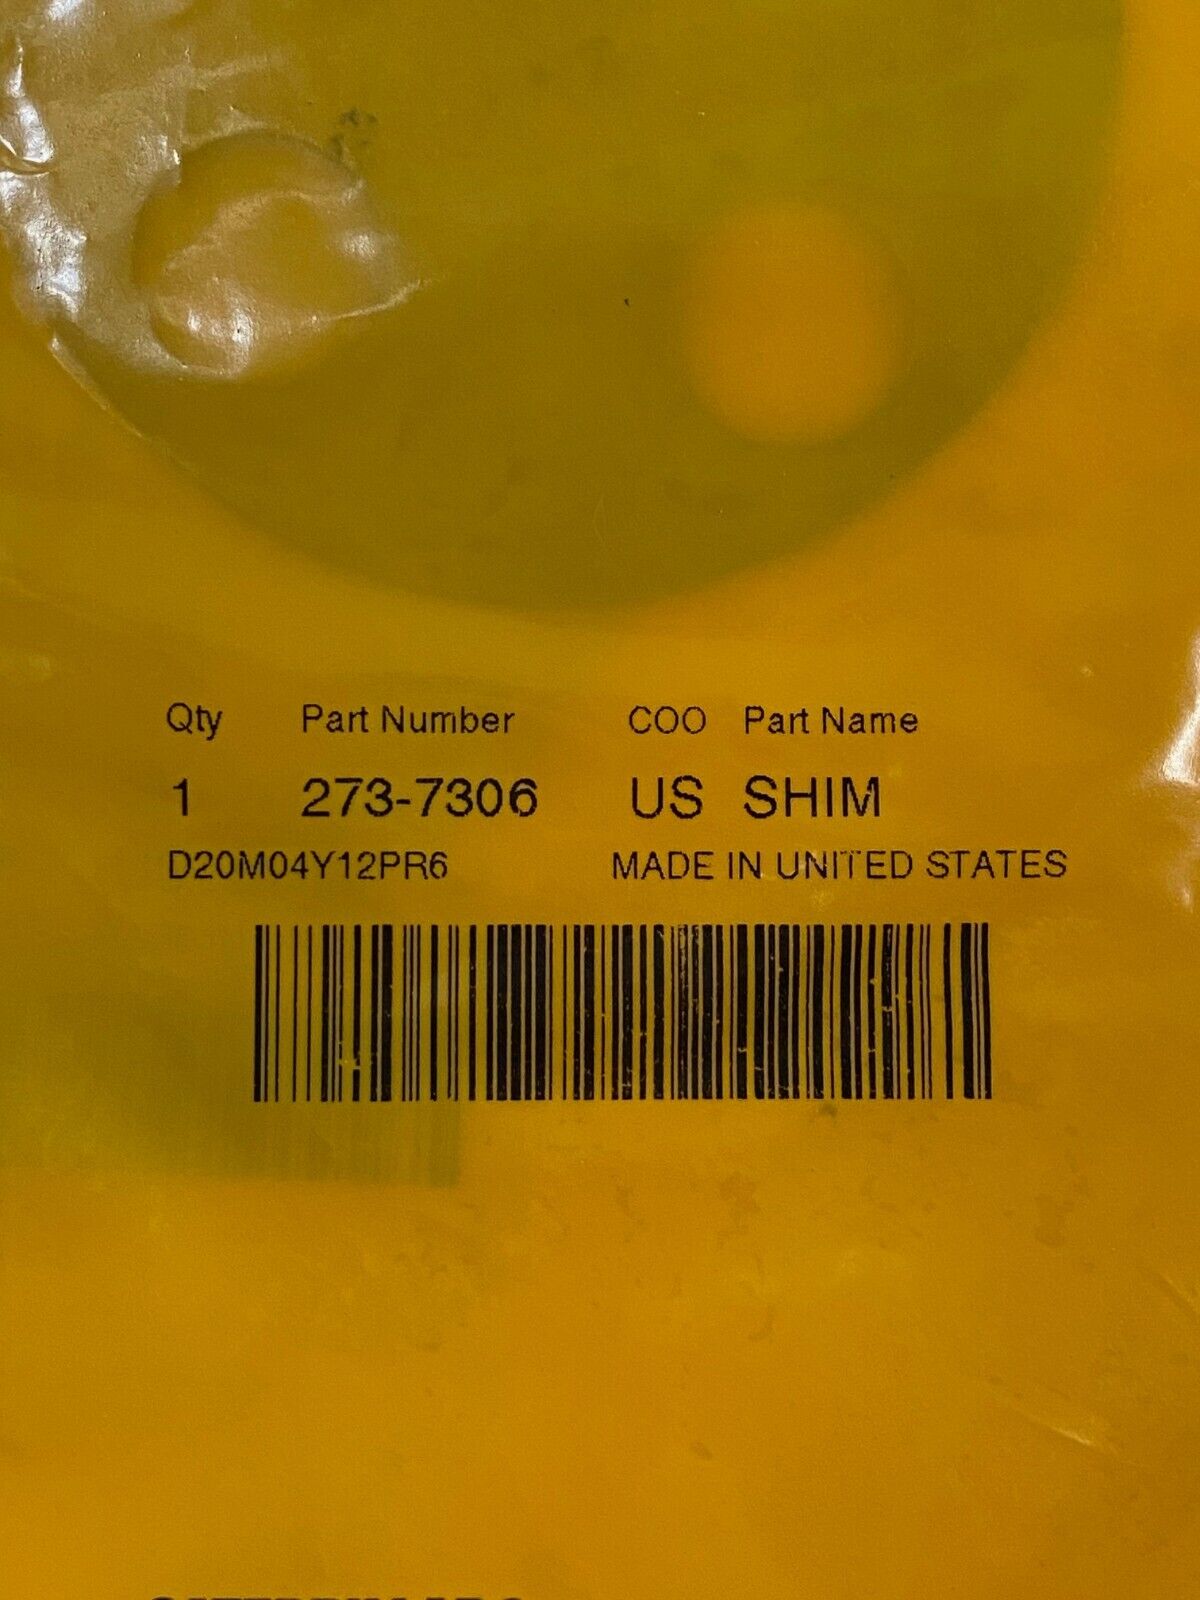 Qty Part Number COO Part Name
1 273-7306 US SHIM
D20M04Y12PR6 MADE IN UNITED STATES